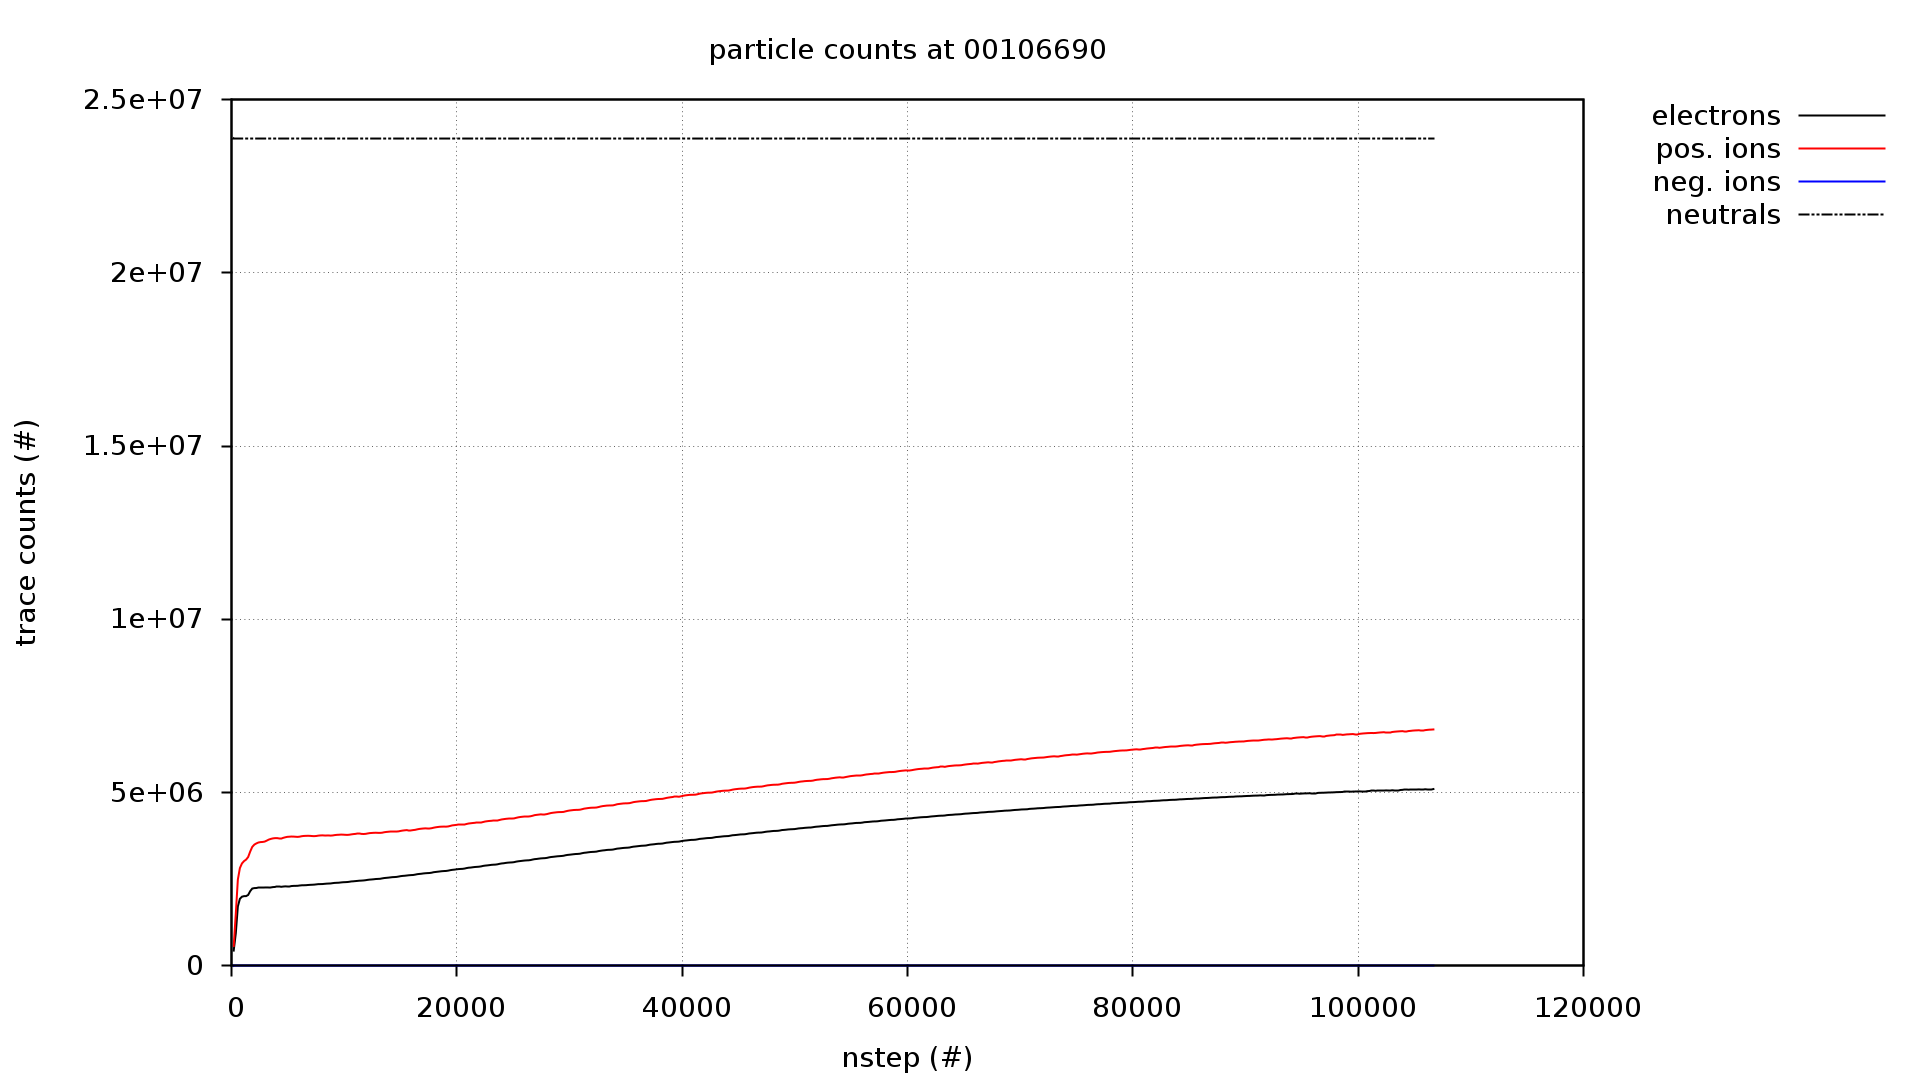 particle counts at 00106690
2.5e+07
2e+07
1.5e+07
1e+07
5e+06
0
trace counts (#)
0 20000 40000 60000 80000 100000 120000
nstep (#)
electrons
pos. ions
neg. ions
neutrals